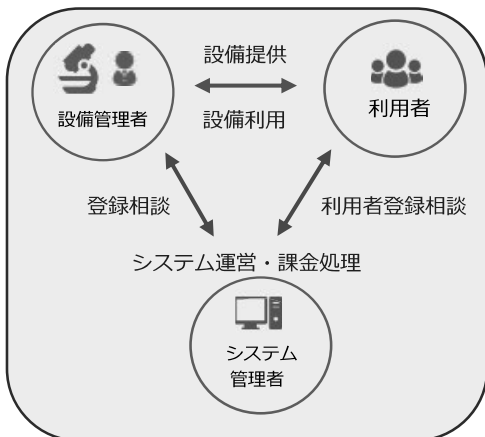 設備提供
設備管理者
利用者
設備利用
登録相談
利用者登録相談
システム運営・課金処理
システム
管理者